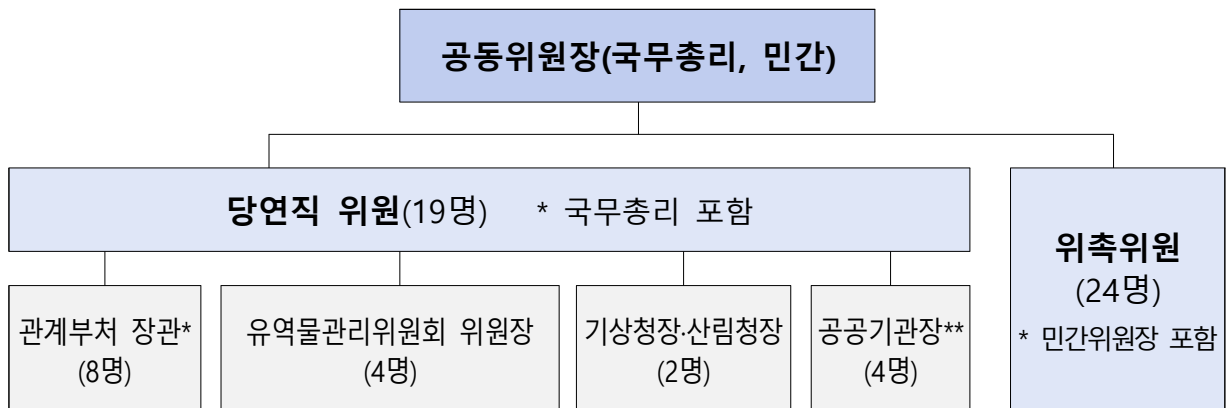 공동위원장(국무총리, 민간)
당연직 위원(19명) * 국무총리 포함
위촉위원
(24명)
* 민간위원장 포함
관계부처 장관*
(8명)
유역물관리위원회 위원장
(4명)
기상청장·산림청장
(2명)
공공기관장**
(4명)